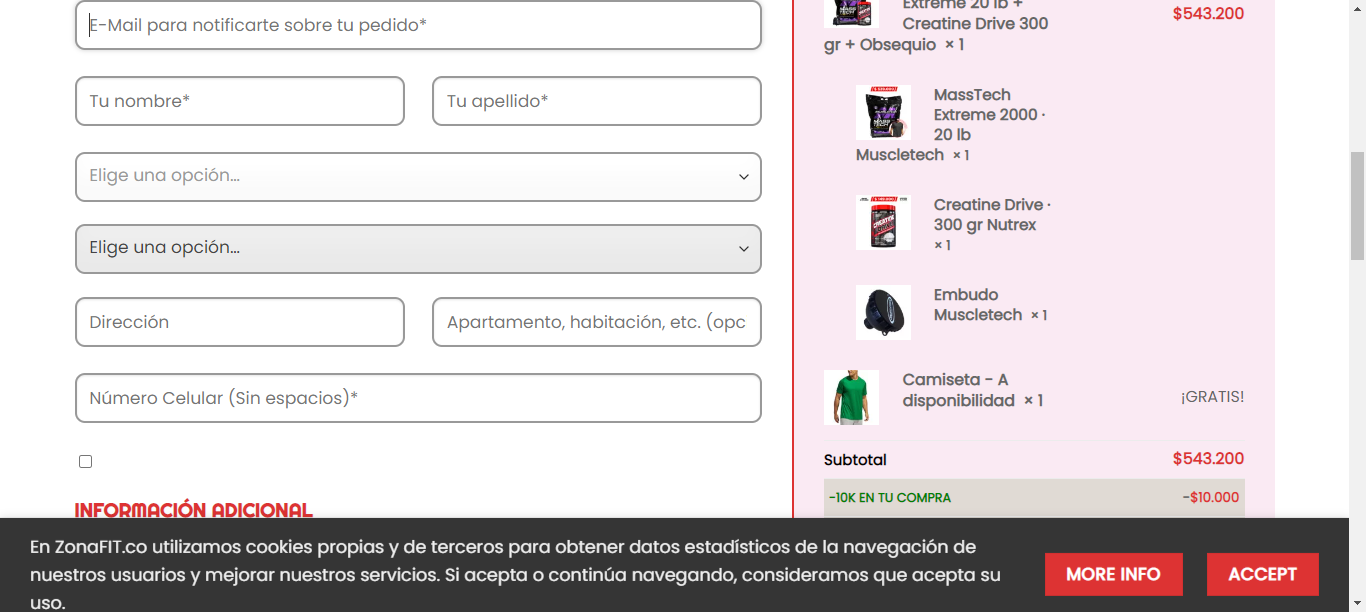 E-Mail para notificarte sobre tu pedido*
Tu nombre*
Tu apellido*
Elige una opción...
Elige una opción...
Dirección
Apartamento, habitación, etc. (opc
Número Celular (Sin espacios)*
INFORMACIÓN ADICIONAL
Extreme 20 lb +
Creatine Drive 300
gr + Obsequio × 1
$543.200
MassTech
Extreme 2000 ·
20 lb
Muscletech × 1
Creatine Drive ·
300 gr Nutrex
× 1
Embudo
Muscletech × 1
Camiseta - A
disponibilidad × 1
¡GRATIS!
Subtotal
$543.200
-10K EN TU COMPRA
-$10.000
En ZonaFIT.co utilizamos cookies propias y de terceros para obtener datos estadísticos de la navegación de
nuestros usuarios y mejorar nuestros servicios. Si acepta o continúa navegando, consideramos que acepta su
uso.
MORE INFO
ACCEPT